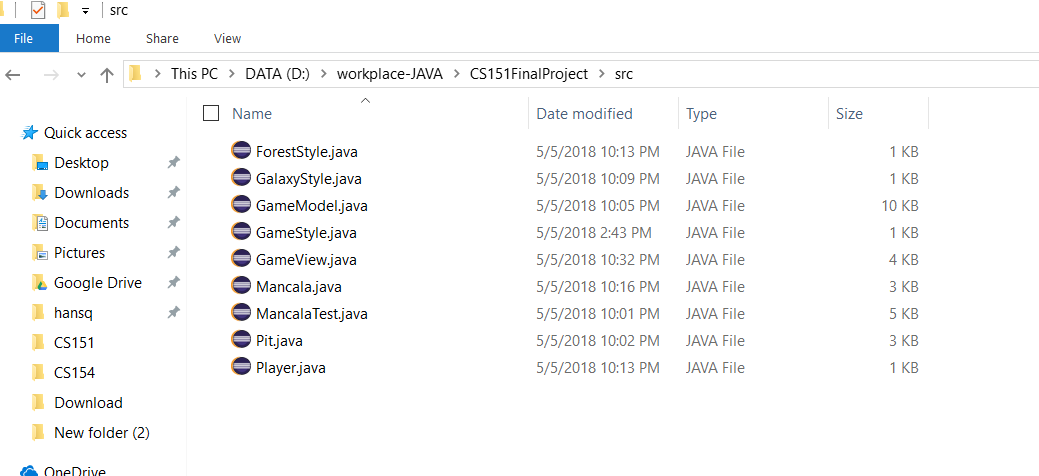 src
File Home Share View
This PC DATA (D:) workplace-JAVA CS151FinalProject src
Name Date modified Type Size
Quick access
Desktop
Downloads
Documents
Pictures
Google Drive
hansq
CS151
CS154
Download
New folder (2)
OneDrive
ForestStyle.java 5/5/2018 10:13 PM JAVA File 1 KB
GalaxyStyle.java 5/5/2018 10:09 PM JAVA File 1 KB
GameModel.java 5/5/2018 10:05 PM JAVA File 10 KB
GameStyle.java 5/5/2018 2:43 PM JAVA File 1 KB
GameView.java 5/5/2018 10:32 PM JAVA File 4 KB
Mancala.java 5/5/2018 10:16 PM JAVA File 3 KB
MancalaTest.java 5/5/2018 10:01 PM JAVA File 5 KB
Pit.java 5/5/2018 10:02 PM JAVA File 3 KB
Player.java 5/5/2018 10:13 PM JAVA File 1 KB